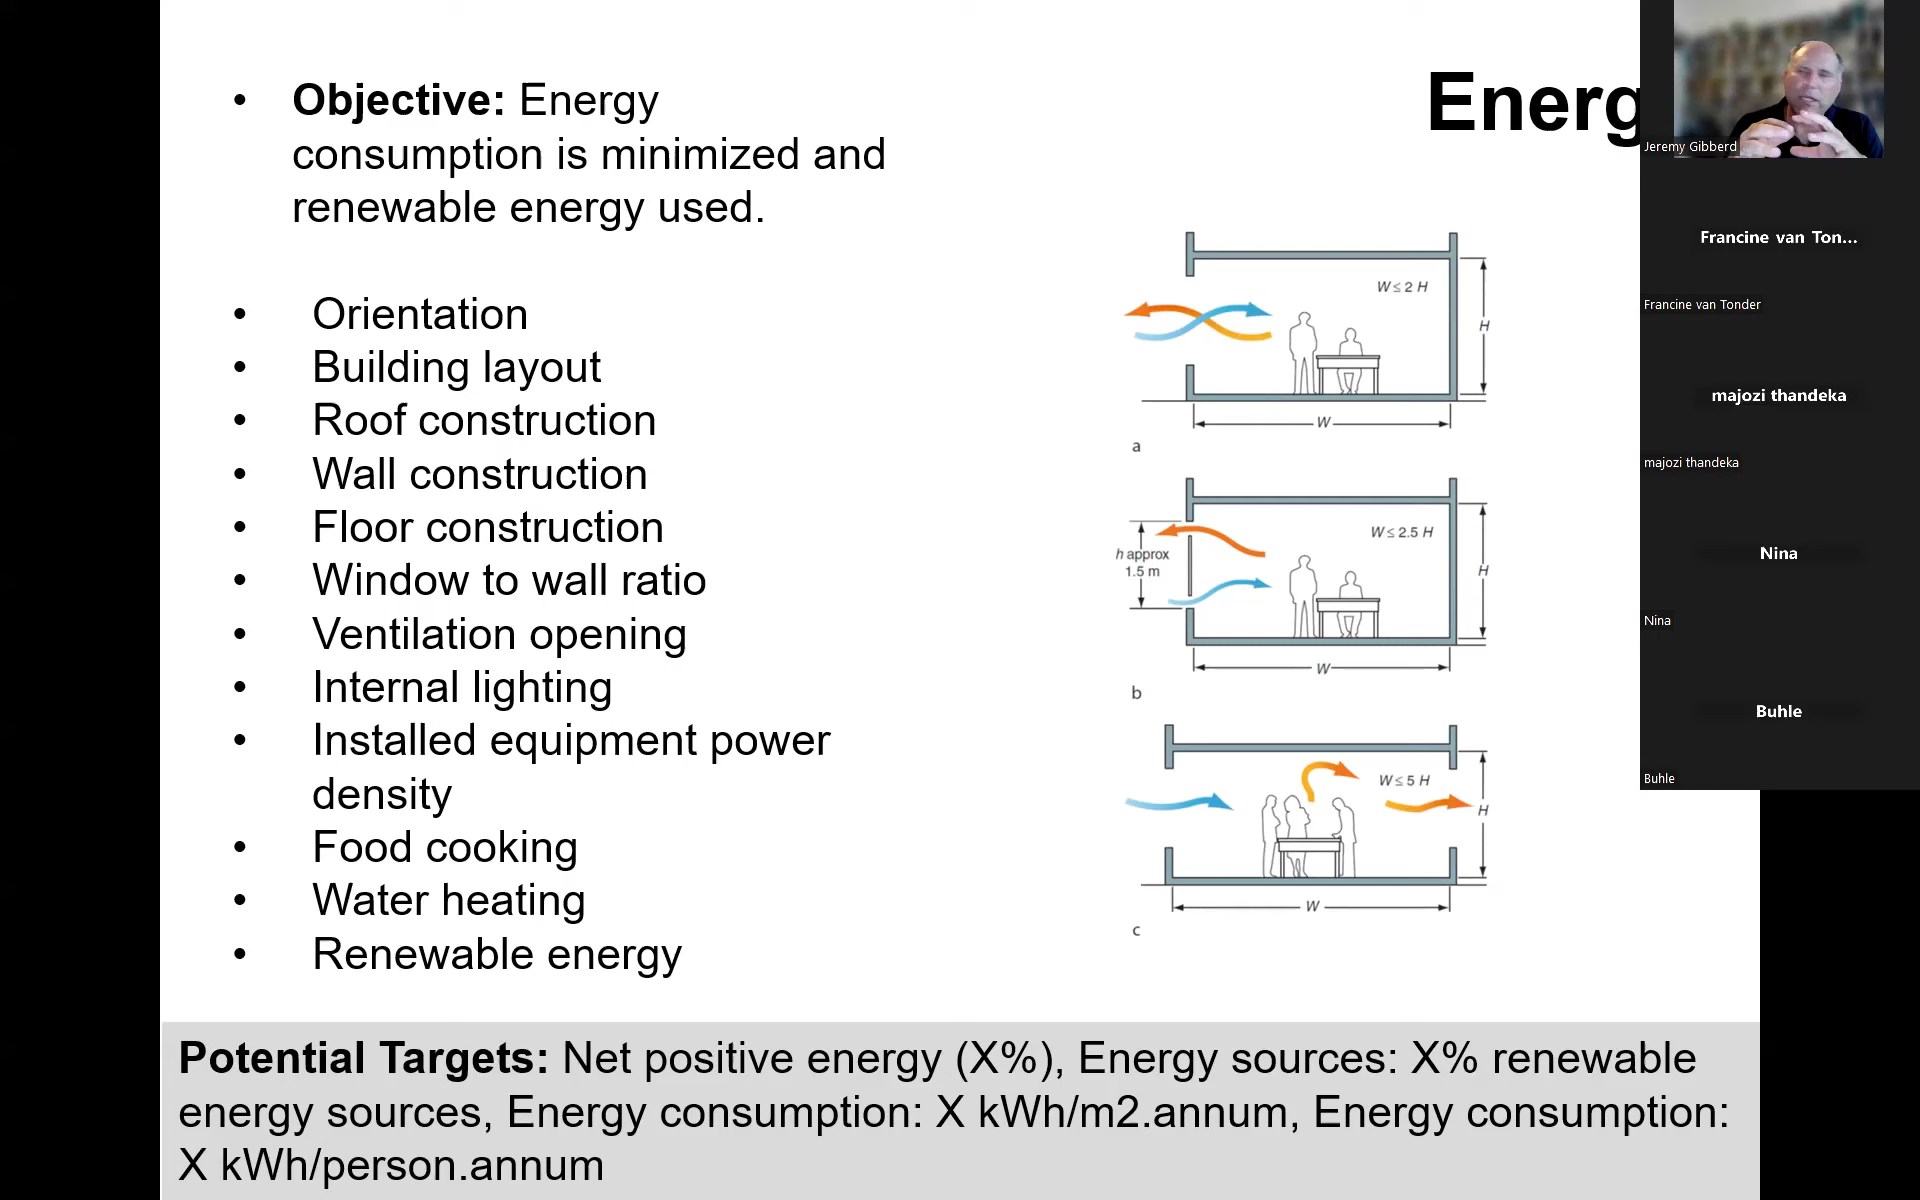 • Objective: Energy
consumption is minimized and
renewable energy used.
• Orientation
• Building layout
• Roof construction
• Wall construction
• Floor construction
• Window to wall ratio
• Ventilation opening
• Internal lighting
• Installed equipment power
density
• Food cooking
• Water heating
• Renewable energy
Energ
W ≤ 2 H
H
W
a
h approx
1.5 m
W ≤ 2.5 H
H
W
b
W ≤ 5 H
H
W
c
Potential Targets: Net positive energy (X%), Energy sources: X% renewable
energy sources, Energy consumption: X kWh/m2.annum, Energy consumption:
X kWh/person.annum
Jeremy Gibberd
Francine van Ton...
Francine van Tonder
majozi thandeka
majozi thandeka
Nina
Nina
Buhle
Buhle